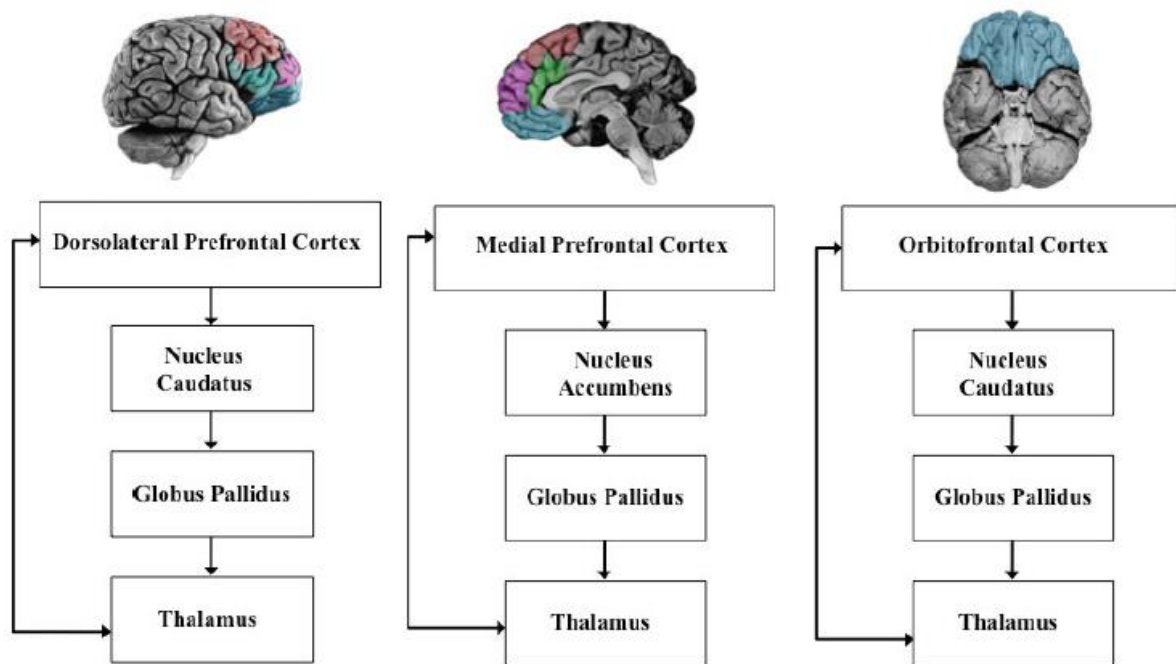 Dorsolateral Prefrontal Cortex
Nucleus
Caudatus
Globus Pallidus
Thalamus
Medial Prefrontal Cortex
Nucleus
Accumbens
Globus Pallidus
Thalamus
Orbitofrontal Cortex
Nucleus
Caudatus
Globus Pallidus
Thalamus